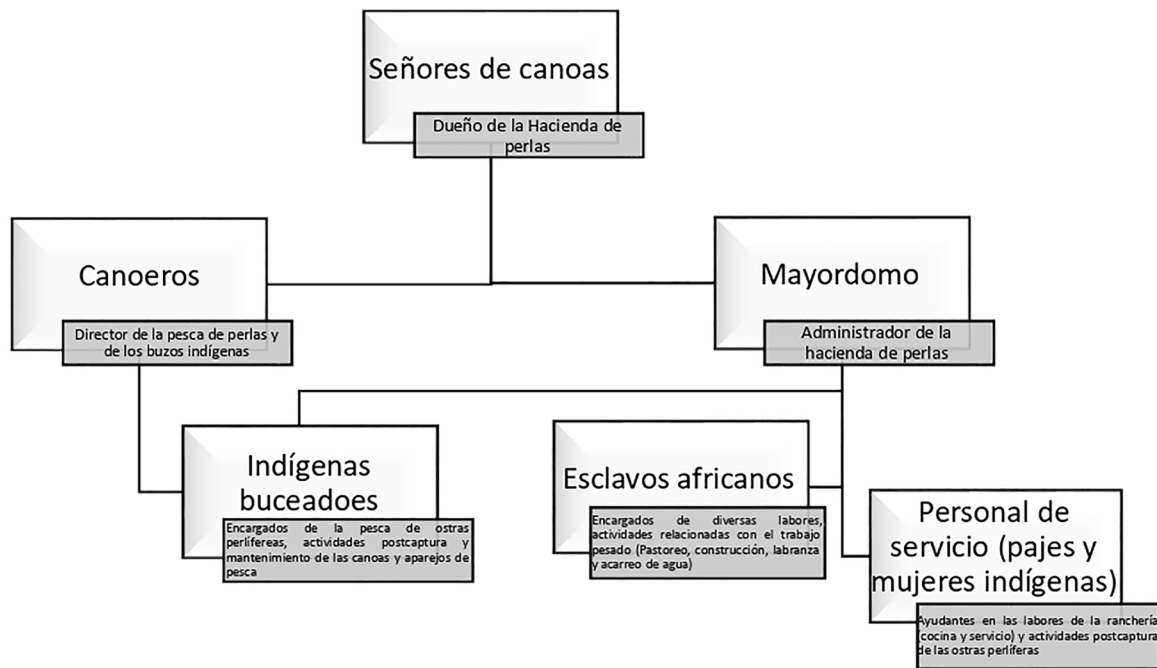 Señores de canoas
Dueño de la Hacienda de
perlas
Canoeros
Director de la pesca de perlas y
de los buzos indígenas
Mayordomo
Administrador de la
hacienda de perlas
Indígenas
buceadoes
Encargados de la pesca de ostras
perlífereas, actividades postcaptura y
mantenimiento de las canoas y aparejos de
pesca
Esclavos africanos
Encargados de diversas labores,
actividades relacionadas con el trabajo
pesado (Pastoreo, construcción, labranza
y acarreo de agua)
Personal de
servicio (pajes y
mujeres indígenas)
Ayudantes en las labores de la ranchería
(cocina y servicio) y actividades postcaptura
de las ostras perlíferas